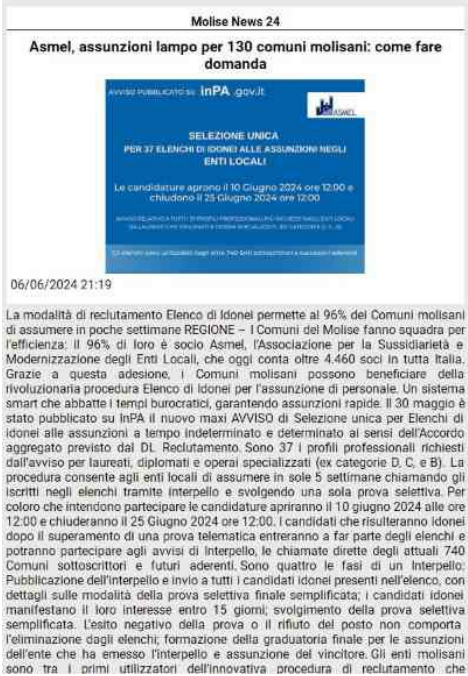 Molise News 24
Asmel, assunzioni lampo per 130 comuni molisani: come fare
domanda
AVVISO PUBBLICATO SU inPA .gov.it
ASMEL
SELEZIONE UNICA
PER 37 ELENCHI DI IDONEI ALLE ASSUNZIONI NEGLI
ENTI LOCALI
Le candidature aprono il 10 Giugno 2024 ore 12:00 e
chiudono il 25 Giugno 2024 ore 12:00
06/06/2024 21:19
La modalità di reclutamento Elenco di Idonei permette al 96% dei Comuni molisani
di assumere in poche settimane REGIONE – I Comuni del Molise fanno squadra per
l'efficienza: il 96% di loro è socio Asmel, l'Associazione per la Sussidiarietà e
Modernizzazione degli Enti Locali, che oggi conta oltre 4.460 soci in tutta Italia.
Grazie a questa adesione, i Comuni molisani possono beneficiare della
rivoluzionaria procedura Elenco di Idonei per l'assunzione di personale. Un sistema
smart che abbatte i tempi burocratici, garantendo assunzioni rapide. Il 30 maggio è
stato pubblicato su InPA il nuovo maxi AVVISO di Selezione unica per Elenchi di
idonei alle assunzioni a tempo indeterminato e determinato ai sensi dell'Accordo
aggregato previsto dal DL Reclutamento. Sono 37 i profili professionali richiesti
dall'avviso per laureati, diplomati e operai specializzati (ex categorie D, C, e B). La
procedura consente agli enti locali di assumere in sole 5 settimane chiamando gli
iscritti negli elenchi tramite interpello e svolgendo una sola prova selettiva. Per
coloro che intendono partecipare le candidature apriranno il 10 giugno 2024 alle ore
12:00 e chiuderanno il 25 Giugno 2024 ore 12:00. I candidati che risulteranno idonei
dopo il superamento di una prova telematica entreranno a far parte degli elenchi e
potranno partecipare agli avvisi di Interpello, le chiamate dirette degli attuali 740
Comuni sottoscrittori e futuri aderenti. Sono quattro le fasi di un Interpello:
Pubblicazione dell'interpello e invio a tutti i candidati idonei presenti nell'elenco, con
dettagli sulle modalità della prova selettiva finale semplificata; i candidati idonei
manifestano il loro interesse entro 15 giorni; svolgimento della prova selettiva
semplificata. L'esito negativo della prova o il rifiuto del posto non comporta
l'eliminazione dagli elenchi; formazione della graduatoria finale per le assunzioni
dell'ente che ha emesso l'interpello e assunzione del vincitore. Gli enti molisani
sono tra i primi utilizzatori dell'innovativa procedura di reclutamento che